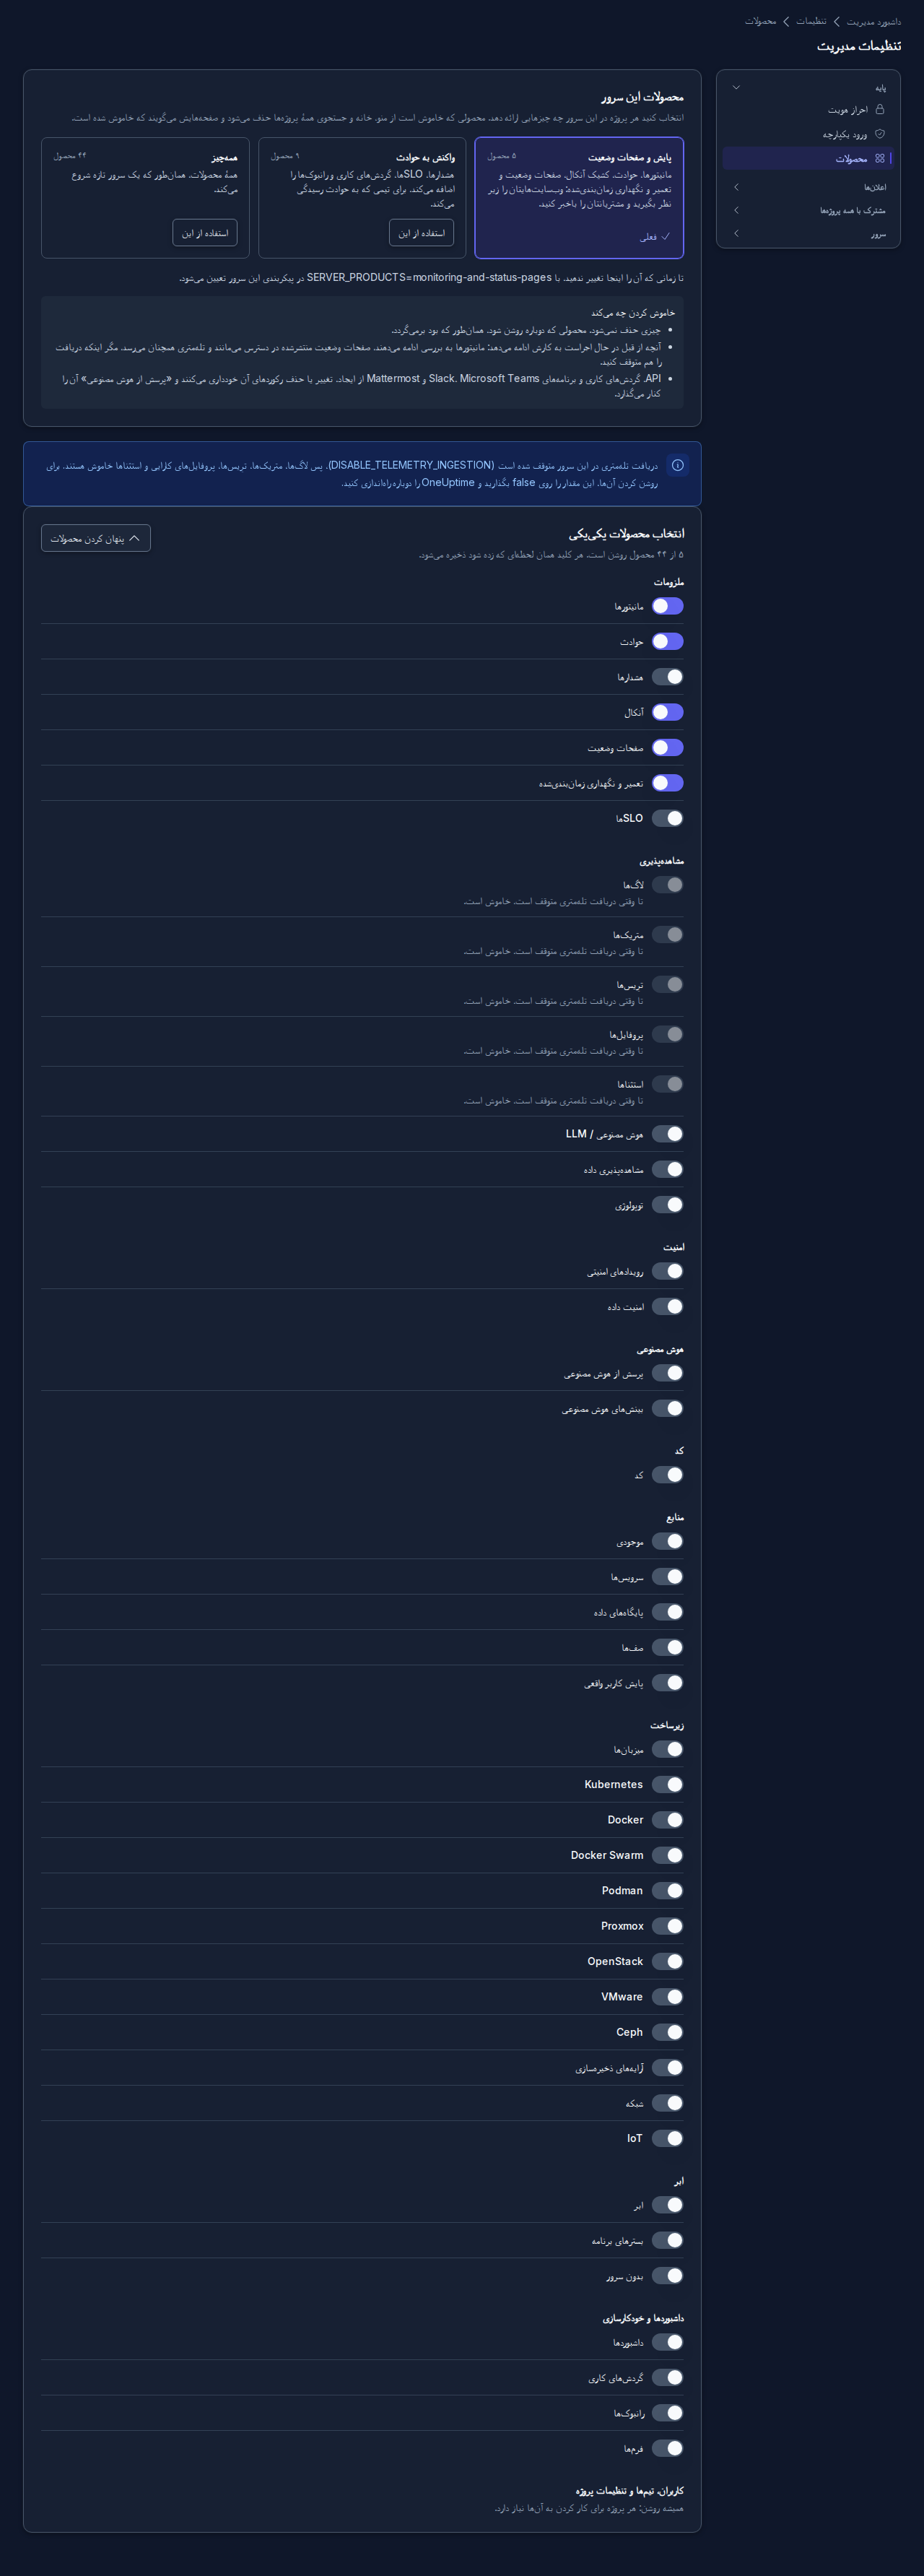 داشبورد مدیریت
تنظیمات
محصولات
تنظیمات مدیریت
پایه
احراز هویت
ورود یکپارچه
محصولات
اعلان‌ها
مشترک با همه پروژه‌ها
سرور
محصولات این سرور
انتخاب کنید هر پروژه در این سرور چه چیزهایی ارائه دهد. محصولی که خاموش است از منو، خانه و جستجوی همهٔ پروژه‌ها حذف می‌شود و صفحه‌هایش می‌گویند که خاموش شده است.
پایش و صفحات وضعیت
۵ محصول
مانیتورها، حوادث، کشیک آنکال، صفحات وضعیت و
تعمیر و نگهداری زمان‌بندی‌شده: وب‌سایت‌هایتان را زیر
نظر بگیرید و مشتریانتان را باخبر کنید.
فعلی
واکنش به حوادث
۹ محصول
هشدارها، SLOها، گردش‌های کاری و رانبوک‌ها را
اضافه می‌کند، برای تیمی که به حوادث رسیدگی
می‌کند.
استفاده از این
همه‌چیز
۴۴ محصول
همهٔ محصولات، همان‌طور که یک سرور تازه شروع
می‌کند.
استفاده از این
تا زمانی که آن را اینجا تغییر ندهید، با SERVER_PRODUCTS=monitoring-and-status-pages در پیکربندی این سرور تعیین می‌شود.
خاموش کردن چه می‌کند
• چیزی حذف نمی‌شود. محصولی که دوباره روشن شود، همان‌طور که بود برمی‌گردد.
• آنچه از قبل در حال اجراست به کارش ادامه می‌دهد: مانیتورها به بررسی ادامه می‌دهند، صفحات وضعیت منتشرشده در دسترس می‌مانند و تله‌متری همچنان می‌رسد، مگر اینکه دریافت
را هم متوقف کنید.
• API، گردش‌های کاری و برنامه‌های Slack، Microsoft Teams و Mattermost از ایجاد، تغییر یا حذف رکوردهای آن خودداری می‌کنند و «پرسش از هوش مصنوعی» آن را
کنار می‌گذارد.
دریافت تله‌متری در این سرور متوقف شده است (DISABLE_TELEMETRY_INGESTION)، پس لاگ‌ها، متریک‌ها، تریس‌ها، پروفایل‌های کارایی و استثناها خاموش هستند. برای
روشن کردن آن‌ها، این مقدار را روی false بگذارید و OneUptime را دوباره راه‌اندازی کنید.
انتخاب محصولات یکی‌یکی
پنهان کردن محصولات
۵ از ۴۴ محصول روشن است. هر کلید همان لحظه‌ای که زده شود ذخیره می‌شود.
ملزومات
مانیتورها
حوادث
هشدارها
آنکال
صفحات وضعیت
تعمیر و نگهداری زمان‌بندی‌شده
SLOها
مشاهده‌پذیری
لاگ‌ها
تا وقتی دریافت تله‌متری متوقف است، خاموش است.
متریک‌ها
تا وقتی دریافت تله‌متری متوقف است، خاموش است.
تریس‌ها
تا وقتی دریافت تله‌متری متوقف است، خاموش است.
پروفایل‌ها
تا وقتی دریافت تله‌متری متوقف است، خاموش است.
استثناها
تا وقتی دریافت تله‌متری متوقف است، خاموش است.
هوش مصنوعی / LLM
مشاهده‌پذیری داده
توپولوژی
امنیت
رویدادهای امنیتی
امنیت داده
هوش مصنوعی
پرسش از هوش مصنوعی
بینش‌های هوش مصنوعی
کد
کد
منابع
موجودی
سرویس‌ها
پایگاه‌های داده
صف‌ها
پایش کاربر واقعی
زیرساخت
میزبان‌ها
Kubernetes
Docker
Docker Swarm
Podman
Proxmox
OpenStack
VMware
Ceph
آرایه‌های ذخیره‌سازی
شبکه
IoT
ابر
ابر
بسترهای برنامه
بدون سرور
داشبوردها و خودکارسازی
داشبوردها
گردش‌های کاری
رانبوک‌ها
فرم‌ها
کاربران، تیم‌ها و تنظیمات پروژه
همیشه روشن: هر پروژه برای کار کردن به آن‌ها نیاز دارد.